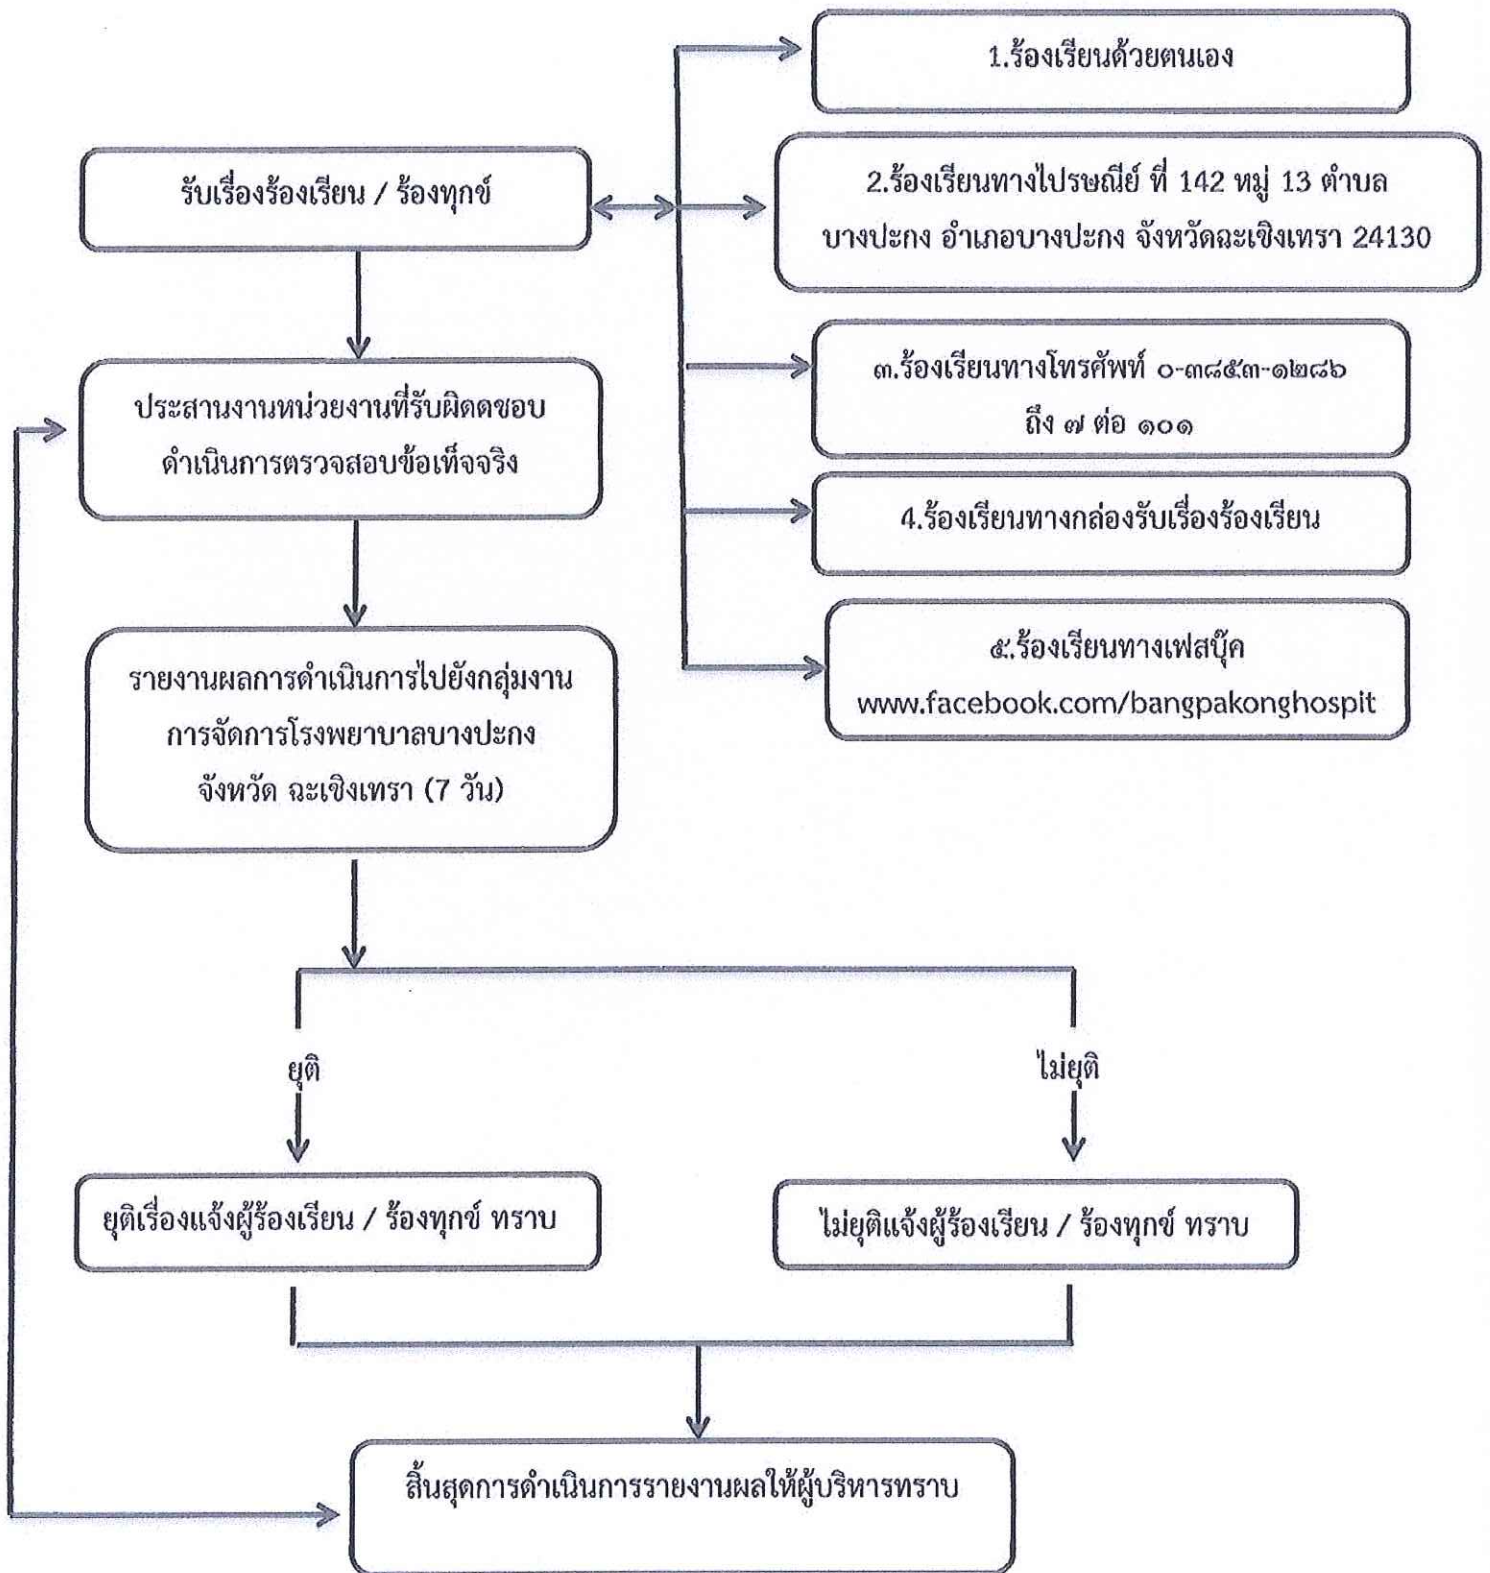 1.ร้องเรียนด้วยตนเอง
รับเรื่องร้องเรียน / ร้องทุกข์
2.ร้องเรียนทางไปรษณีย์ ที่ 142 หมู่ 13 ตำบล
บางปะกง อำเภอบางปะกง จังหวัดฉะเชิงเทรา 24130
๓.ร้องเรียนทางโทรศัพท์ ๐-๓๘๕๓-๑๒๘๖
ถึง ๗ ต่อ ๑๐๑
ประสานงานหน่วยงานที่รับผิดดชอบ
ดำเนินการตรวจสอบข้อเท็จจริง
4.ร้องเรียนทางกล่องรับเรื่องร้องเรียน
๕.ร้องเรียนทางเฟสบุ๊ค
www.facebook.com/bangpakonghospit
รายงานผลการดำเนินการไปยังกลุ่มงาน
การจัดการโรงพยาบาลบางปะกง
จังหวัด ฉะเชิงเทรา (7 วัน)
ยุติ
ไม่ยุติ
ยุติเรื่องแจ้งผู้ร้องเรียน / ร้องทุกข์ ทราบ
ไม่ยุติแจ้งผู้ร้องเรียน / ร้องทุกข์ ทราบ
สิ้นสุดการดำเนินการรายงานผลให้ผู้บริหารทราบ